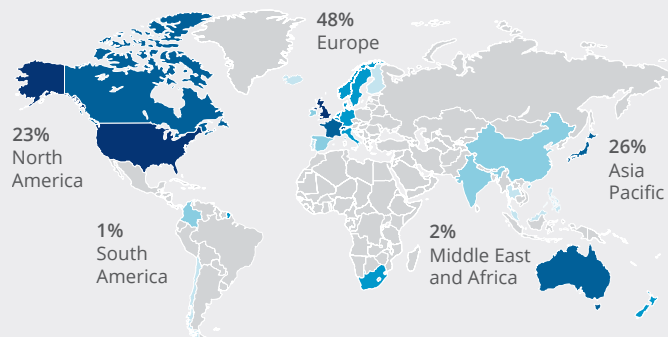 48%
Europe
23%
North
America
26%
Asia
Pacific
1%
South
America
2%
Middle East
and Africa